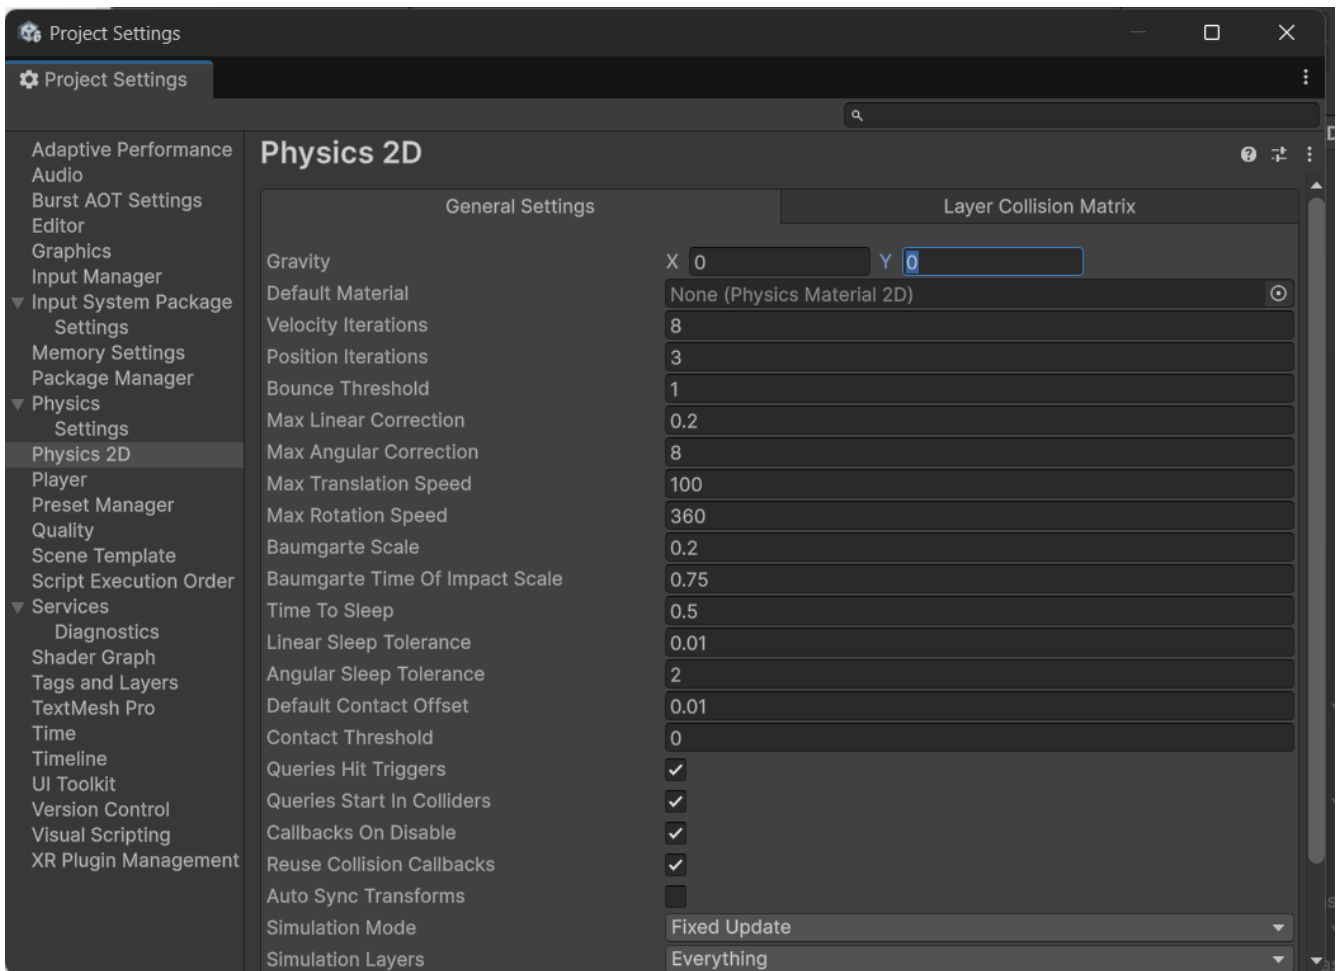 Project Settings
Project Settings
Adaptive Performance
Audio
Burst AOT Settings
Editor
Graphics
Input Manager
Input System Package
Settings
Memory Settings
Package Manager
Physics
Settings
Physics 2D
Player
Preset Manager
Quality
Scene Template
Script Execution Order
Services
Diagnostics
Shader Graph
Tags and Layers
TextMesh Pro
Time
Timeline
UI Toolkit
Version Control
Visual Scripting
XR Plugin Management
Physics 2D
General Settings Layer Collision Matrix
Gravity X 0 Y 0
Default Material None (Physics Material 2D)
Velocity Iterations 8
Position Iterations 3
Bounce Threshold 1
Max Linear Correction 0.2
Max Angular Correction 8
Max Translation Speed 100
Max Rotation Speed 360
Baumgarte Scale 0.2
Baumgarte Time Of Impact Scale 0.75
Time To Sleep 0.5
Linear Sleep Tolerance 0.01
Angular Sleep Tolerance 2
Default Contact Offset 0.01
Contact Threshold 0
Queries Hit Triggers
Queries Start In Colliders
Callbacks On Disable
Reuse Collision Callbacks
Auto Sync Transforms
Simulation Mode Fixed Update
Simulation Layers Everything